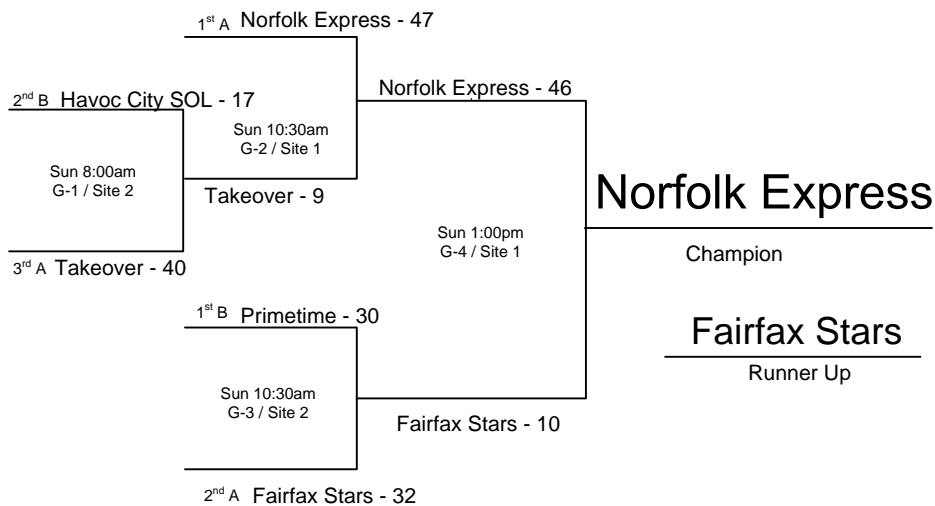 1st A Norfolk Express - 47
Norfolk Express - 46
2nd B Havoc City SOL - 17
Sun 10:30am
G-2 / Site 1
Sun 8:00am
G-1 / Site 2
Takeover - 9
Norfolk Express
Sun 1:00pm
G-4 / Site 1
Champion
3rd A Takeover - 40
1st B Primetime - 30
Fairfax Stars
Runner Up
Sun 10:30am
G-3 / Site 2
Fairfax Stars - 10
2nd A Fairfax Stars - 32